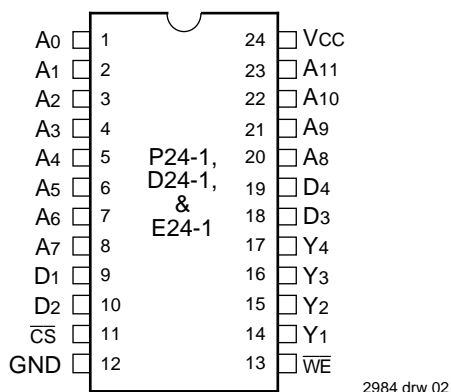 A0 1 24 VCC
A1 2 23 A11
A2 3 22 A10
A3 4 21 A9
A4 5 P24-1, 20 A8
A5 6 D24-1, 19 D4
A6 7 & 18 D3
A7 8 E24-1 17 Y4
D1 9 16 Y3
D2 10 15 Y2
C̅S̅ 11 14 Y1
GND 12 13 W̅E̅
2984 drw 02